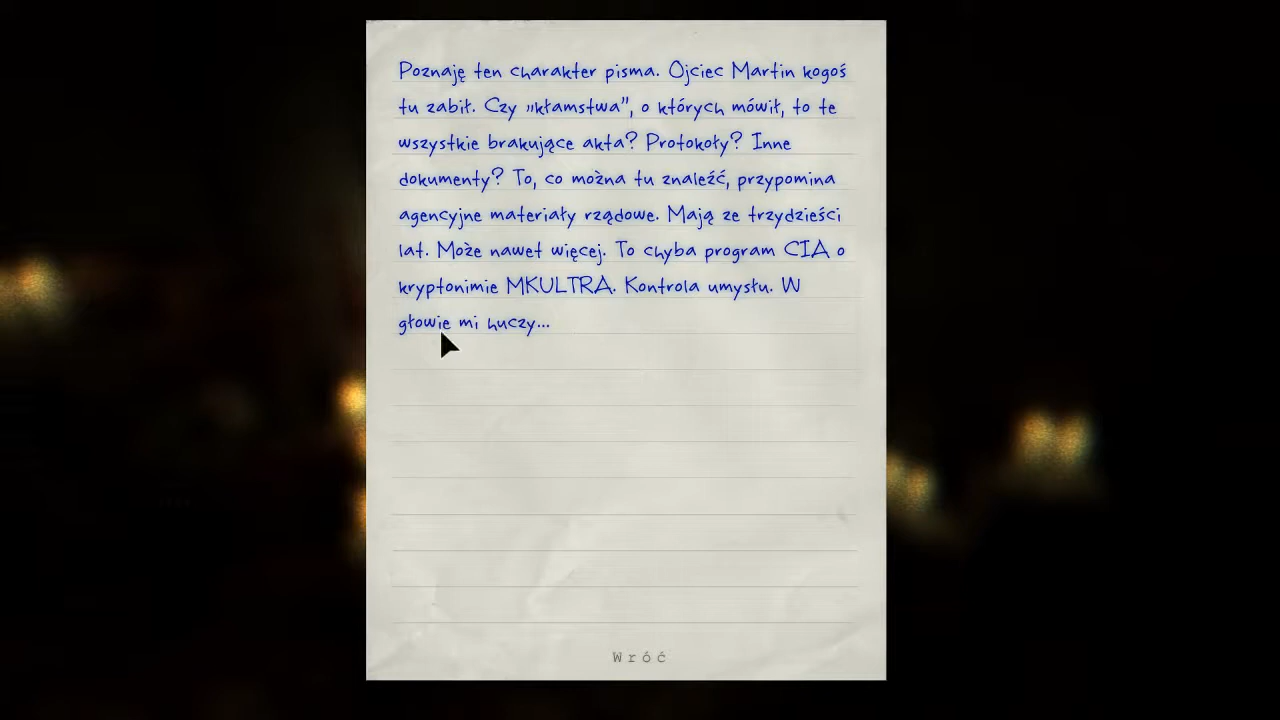 Poznaję ten charakter pisma. Ojciec Martin kogoś
tu zabił. Czy „kłamstwa”, o których mówił, to te
wszystkie brakujące akta? Protokoły? Inne
dokumenty? To, co można tu znaleźć, przypomina
agencyjne materiały rządowe. Mają ze trzydzieści
lat. Może nawet więcej. To chyba program CIA o
kryptonimie MKULTRA. Kontrola umysłu. W
głowie mi huczy...
Wróć